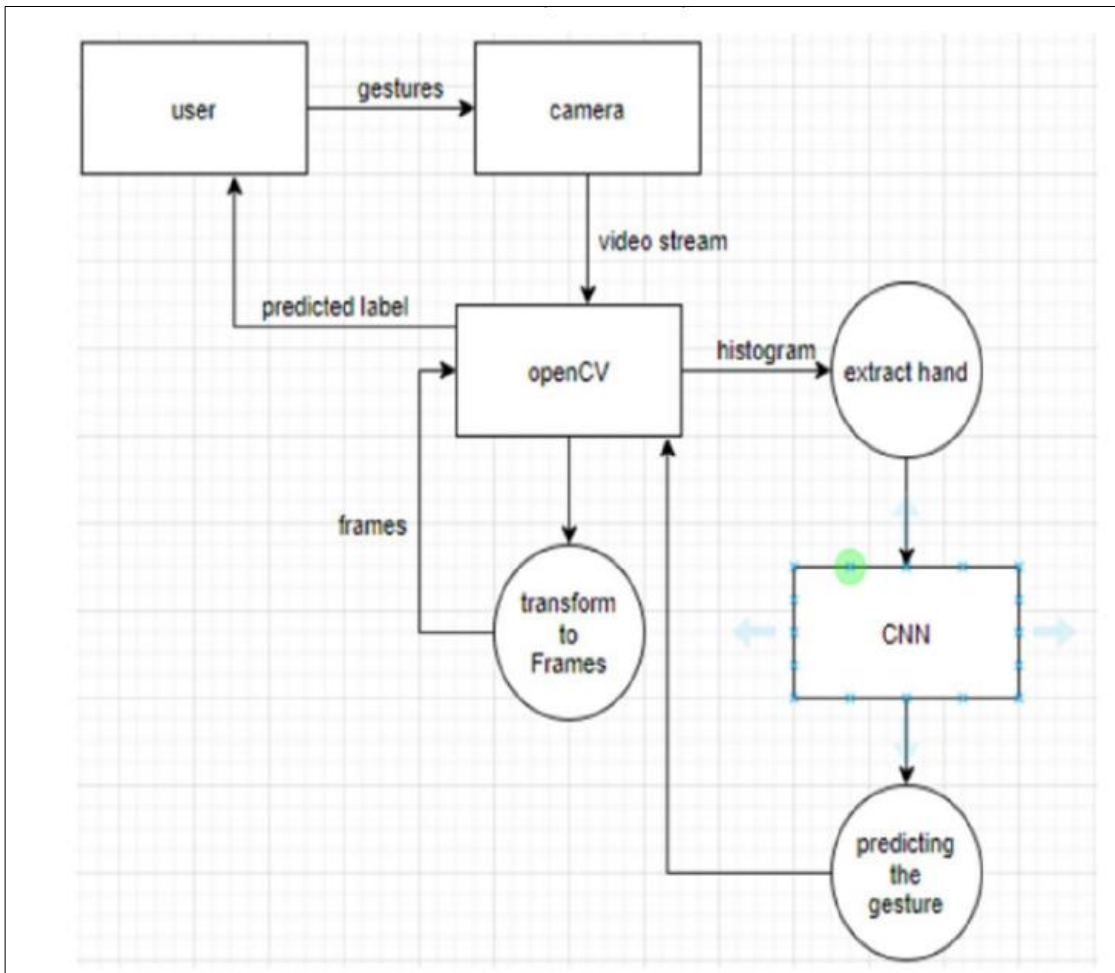 user
gestures
camera
video stream
predicted label
openCV
histogram
extract hand
frames
transform
to
Frames
CNN
predicting
the
gesture